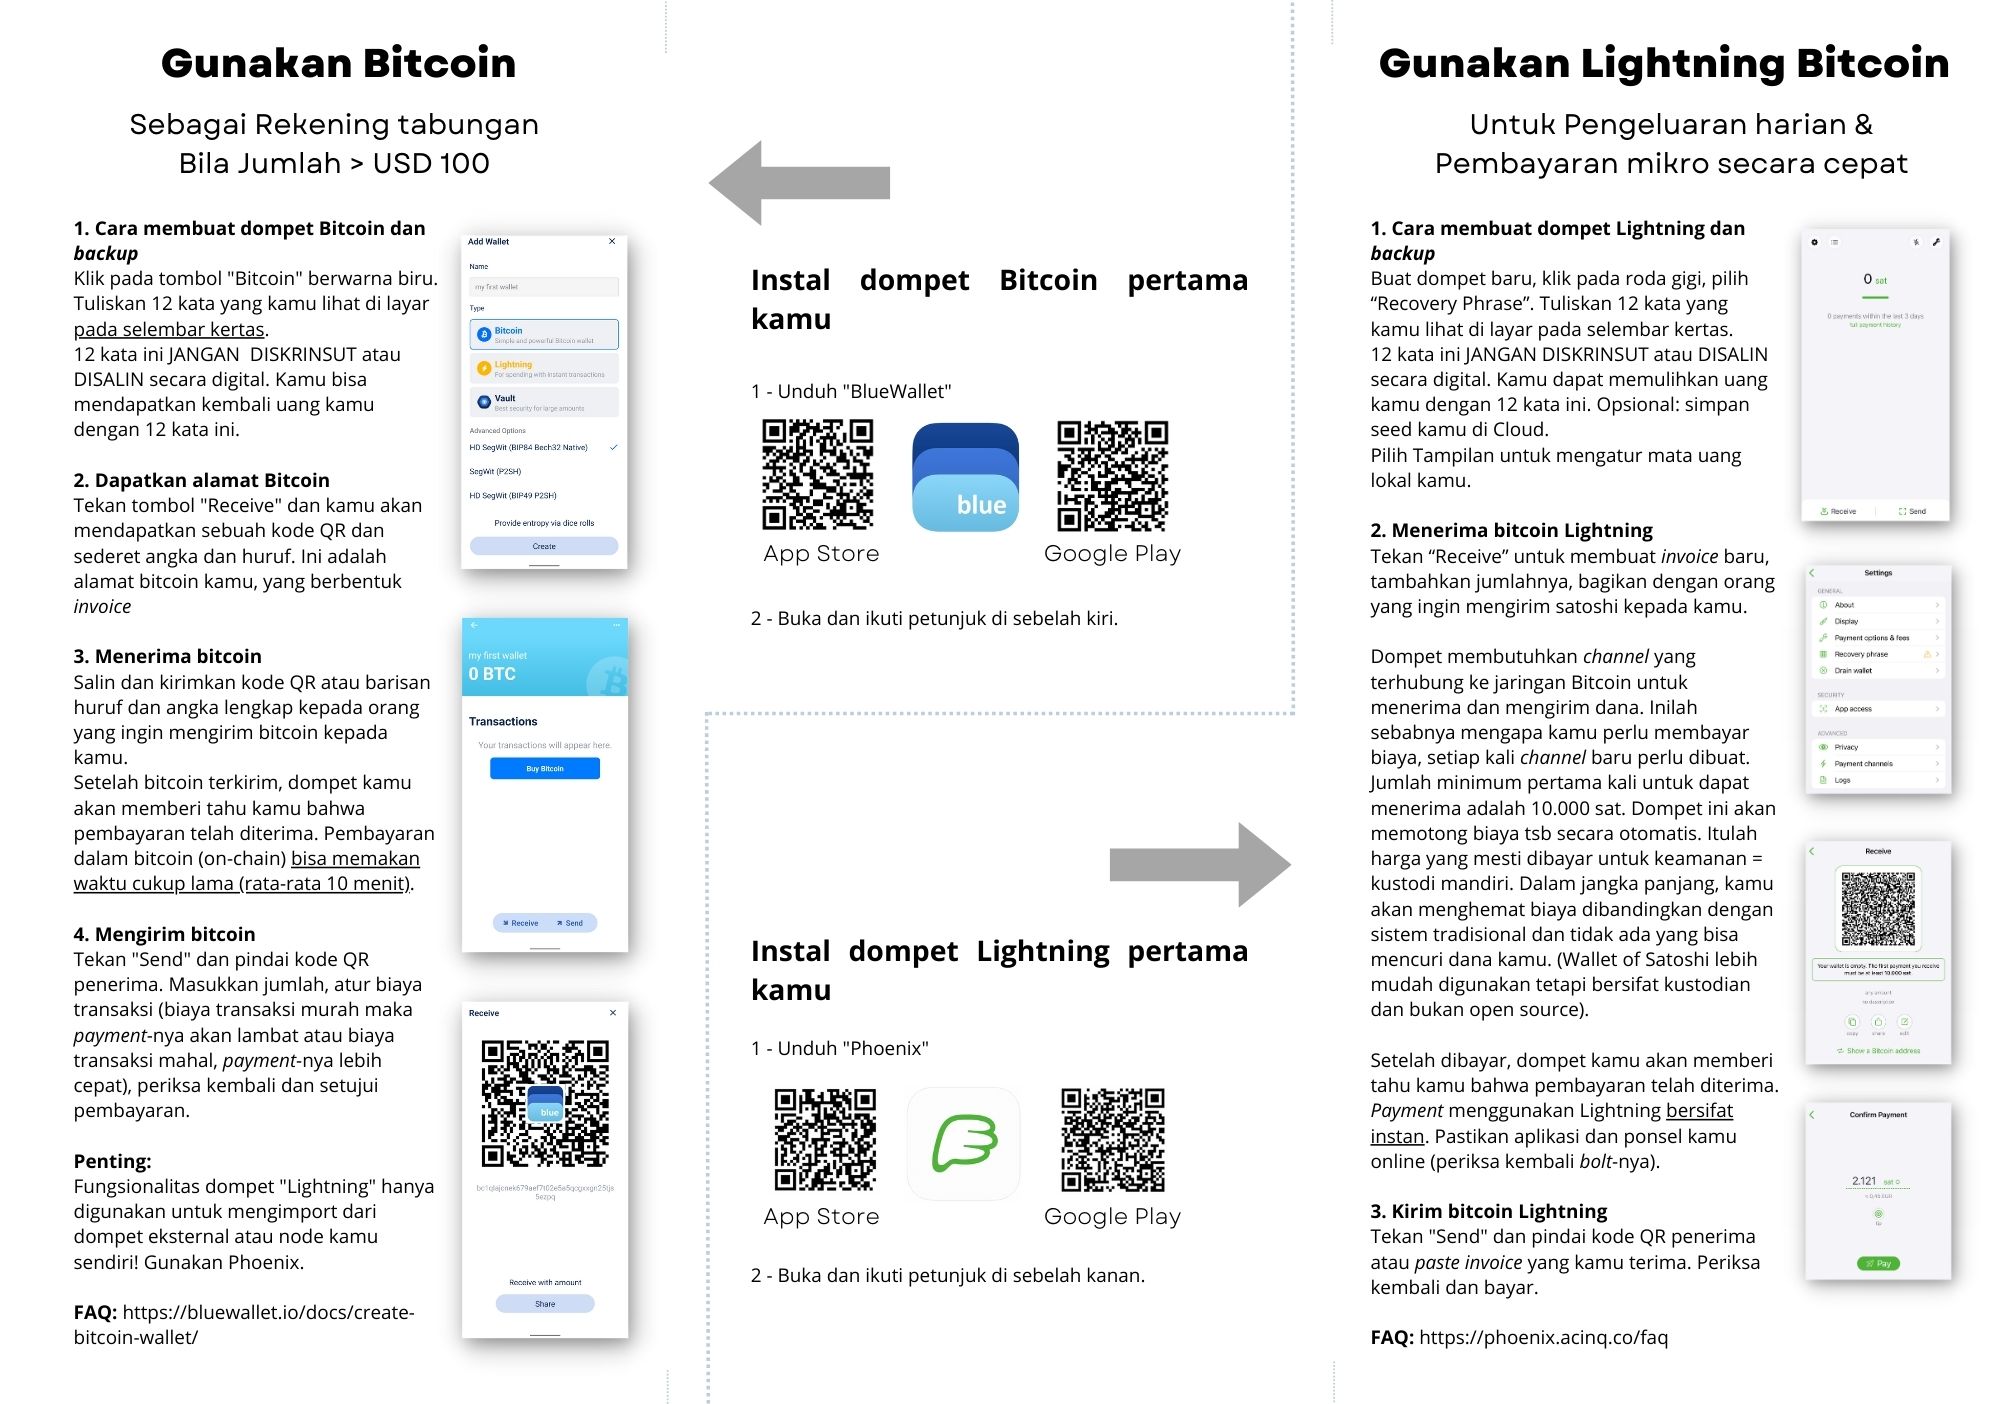 Gunakan Bitcoin
Sebagai Rekening tabungan
Bila Jumlah > USD 100
1. Cara membuat dompet Bitcoin dan
backup
Klik pada tombol "Bitcoin" berwarna biru.
Tuliskan 12 kata yang kamu lihat di layar
pada selembar kertas.
12 kata ini JANGAN DISKRINSUT atau
DISALIN secara digital. Kamu bisa
mendapatkan kembali uang kamu
dengan 12 kata ini.
2. Dapatkan alamat Bitcoin
Tekan tombol "Receive" dan kamu akan
mendapatkan sebuah kode QR dan
sederet angka dan huruf. Ini adalah
alamat bitcoin kamu, yang berbentuk
invoice
3. Menerima bitcoin
Salin dan kirimkan kode QR atau barisan
huruf dan angka lengkap kepada orang
yang ingin mengirim bitcoin kepada
kamu.
Setelah bitcoin terkirim, dompet kamu
akan memberi tahu kamu bahwa
pembayaran telah diterima. Pembayaran
dalam bitcoin (on-chain) bisa memakan
waktu cukup lama (rata-rata 10 menit).
4. Mengirim bitcoin
Tekan "Send" dan pindai kode QR
penerima. Masukkan jumlah, atur biaya
transaksi (biaya transaksi murah maka
payment-nya akan lambat atau biaya
transaksi mahal, payment-nya lebih
cepat), periksa kembali dan setujui
pembayaran.
Penting:
Fungsionalitas dompet "Lightning" hanya
digunakan untuk mengimport dari
dompet eksternal atau node kamu
sendiri! Gunakan Phoenix.
FAQ: https://bluewallet.io/docs/create-
bitcoin-wallet/
Add Wallet
Name
my first wallet
Type
Bitcoin
Simple and powerful Bitcoin wallet
Lightning
For spending with instant transactions
Vault
Best security for large amounts
Advanced Options
HD SegWit (BIP84 Bech32 Native)
SegWit (P2SH)
HD SegWit (BIP49 P2SH)
Provide entropy via dice rolls
Create
my first wallet
0 BTC
Transactions
Your transactions will appear here.
Buy Bitcoin
Receive
Send
Receive
blue
Receive with amount
Share
Instal dompet Bitcoin pertama
kamu
1 - Unduh "BlueWallet"
blue
App Store
Google Play
2 - Buka dan ikuti petunjuk di sebelah kiri.
Instal dompet Lightning pertama
kamu
1 - Unduh "Phoenix"
App Store
Google Play
2 - Buka dan ikuti petunjuk di sebelah kanan.
Gunakan Lightning Bitcoin
Untuk Pengeluaran harian &
Pembayaran mikro secara cepat
1. Cara membuat dompet Lightning dan
backup
Buat dompet baru, klik pada roda gigi, pilih
“Recovery Phrase”. Tuliskan 12 kata yang
kamu lihat di layar pada selembar kertas.
12 kata ini JANGAN DISKRINSUT atau DISALIN
secara digital. Kamu dapat memulihkan uang
kamu dengan 12 kata ini. Opsional: simpan
seed kamu di Cloud.
Pilih Tampilan untuk mengatur mata uang
lokal kamu.
2. Menerima bitcoin Lightning
Tekan “Receive” untuk membuat invoice baru,
tambahkan jumlahnya, bagikan dengan orang
yang ingin mengirim satoshi kepada kamu.
Dompet membutuhkan channel yang
terhubung ke jaringan Bitcoin untuk
menerima dan mengirim dana. Inilah
sebabnya mengapa kamu perlu membayar
biaya, setiap kali channel baru perlu dibuat.
Jumlah minimum pertama kali untuk dapat
menerima adalah 10.000 sat. Dompet ini akan
memotong biaya tsb secara otomatis. Itulah
harga yang mesti dibayar untuk keamanan =
kustodi mandiri. Dalam jangka panjang, kamu
akan menghemat biaya dibandingkan dengan
sistem tradisional dan tidak ada yang bisa
mencuri dana kamu. (Wallet of Satoshi lebih
mudah digunakan tetapi bersifat kustodian
dan bukan open source).
Setelah dibayar, dompet kamu akan memberi
tahu kamu bahwa pembayaran telah diterima.
Payment menggunakan Lightning bersifat
instan. Pastikan aplikasi dan ponsel kamu
online (periksa kembali bolt-nya).
3. Kirim bitcoin Lightning
Tekan "Send" dan pindai kode QR penerima
atau paste invoice yang kamu terima. Periksa
kembali dan bayar.
FAQ: https://phoenix.acinq.co/faq
0 sat
0 payments within the last 3 days
full payment history
Receive
Send
Settings
GENERAL
About
Display
Payment options & fees
Recovery phrase
Drain wallet
SECURITY
App access
ADVANCED
Privacy
Payment channels
Logs
Receive
Your wallet is empty. The first payment you receive
must be at least 10.000 sat
any amount
no description
copy
share
edit
Show a Bitcoin address
Confirm Payment
2.121 sat
Pay